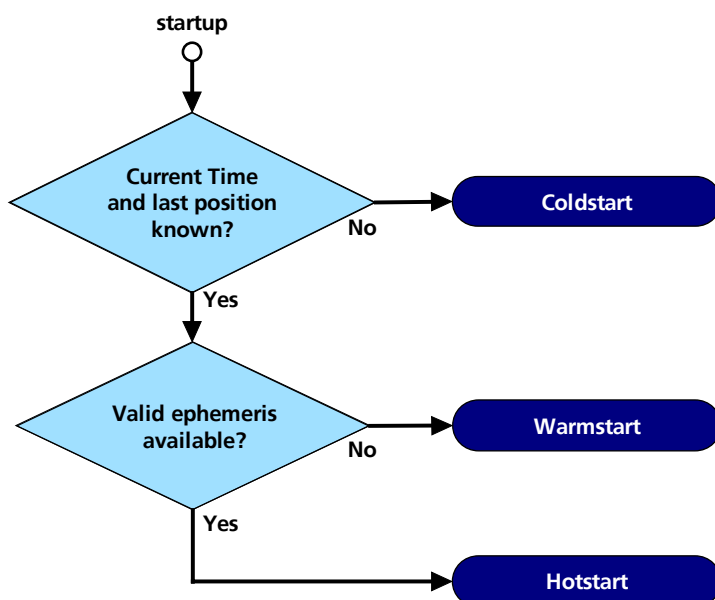 startup
Current Time
and last position
known?
No
Coldstart
Yes
Valid ephemeris
available?
No
Warmstart
Yes
Hotstart